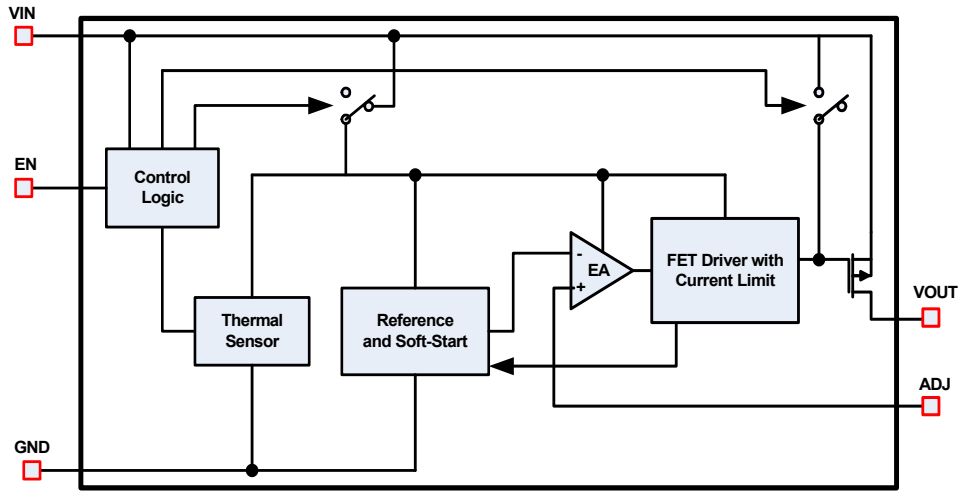 VIN
EN
Control
Logic
-
EA
+
FET Driver with
Current Limit
VOUT
Thermal
Sensor
Reference
and Soft-Start
ADJ
GND